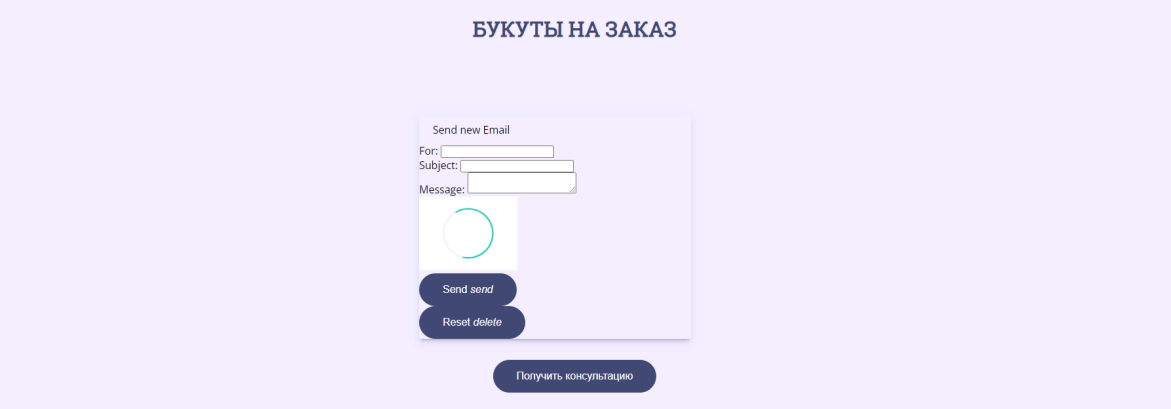 БУКУТЫ НА ЗАКАЗ
Send new Email
For:
Subject:
Message:
Send send
Reset delete
Получить консультацию